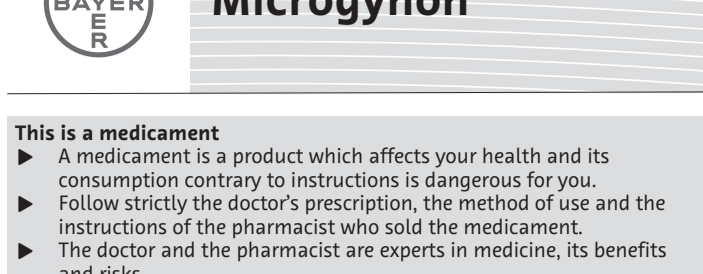 BAYER
E
R
Microgynon
This is a medicament
▶ A medicament is a product which affects your health and its
consumption contrary to instructions is dangerous for you.
▶ Follow strictly the doctor's prescription, the method of use and the
instructions of the pharmacist who sold the medicament.
▶ The doctor and the pharmacist are experts in medicine, its benefits
and risks.